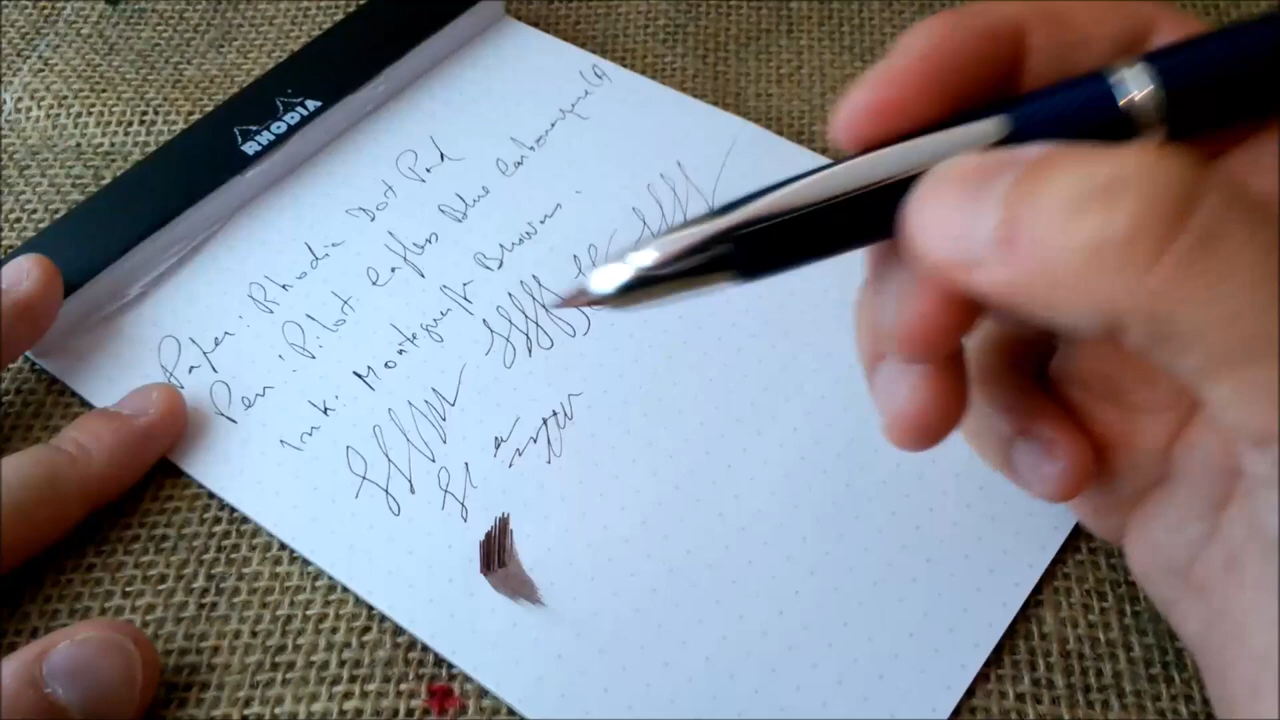 RHODIA
Paper: Rhodia Dot Pad
Pen: Pilot Capless Blue Carbonesque (A)
Ink: Montegrappa Brown.